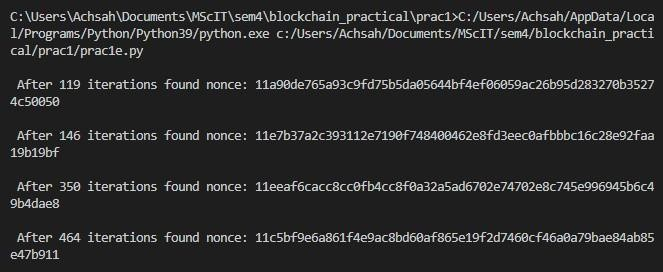 C:\Users\Achsah\Documents\MScIT\sem4\blockchain_practical\prac1>C:/Users/Achsah/AppData/Loca
l/Programs/Python/Python39/python.exe c:/Users/Achsah/Documents/MScIT/sem4/blockchain_practi
cal/prac1/prac1e.py
After 119 iterations found nonce: 11a90de765a93c9fd75b5da05644bf4ef06059ac26b95d283270b3527
4c50050
After 146 iterations found nonce: 11e7b37a2c393112e7190f748400462e8fd3eec0afbbbc16c28e92faa
19b19bf
After 350 iterations found nonce: 11eeaf6cacc8cc0fb4cc8f0a32a5ad6702e74702e8c745e996945b6c4
9b4dae8
After 464 iterations found nonce: 11c5bf9e6a861f4e9ac8bd60af865e19f2d7460cf46a0a79bae84ab85
e47b911